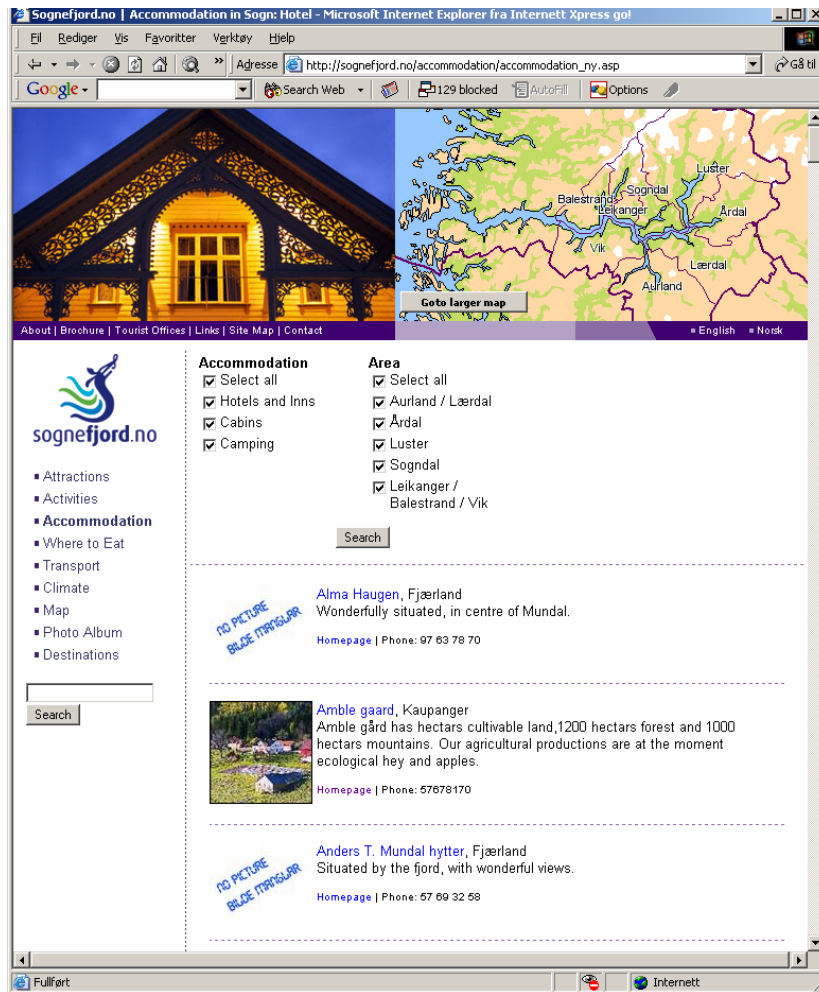 Sognefjord.no | Accommodation in Sogn: Hotel - Microsoft Internet Explorer fra Internett Xpress go!
Fil Rediger Vis Favoritter Verktøy Hjelp
» Adresse http://sognefjord.no/accommodation/accommodation_ny.asp Gå til
Google Search Web 129 blocked AutoFill Options
Luster
Sogndal
Balestrand
Leikanger
Årdal
Vik
Lærdal
Aurland
Goto larger map
About | Brochure | Tourist Offices | Links | Site Map | Contact
English Norsk
sognefjord.no
Attractions
Activities
Accommodation
Where to Eat
Transport
Climate
Map
Photo Album
Destinations
Search
Accommodation
Select all
Hotels and Inns
Cabins
Camping
Area
Select all
Aurland / Lærdal
Årdal
Luster
Sogndal
Leikanger /
Balestrand / Vik
Search
NO PICTURE
BILDE MANGLAR
Alma Haugen, Fjærland
Wonderfully situated, in centre of Mundal.
Homepage | Phone: 97 63 78 70
Amble gaard, Kaupanger
Amble gård has hectars cultivable land,1200 hectars forest and 1000
hectars mountains. Our agricultural productions are at the moment
ecological hey and apples.
Homepage | Phone: 57678170
NO PICTURE
BILDE MANGLAR
Anders T. Mundal hytter, Fjærland
Situated by the fjord, with wonderful views.
Homepage | Phone: 57 69 32 58
Fullført
Internett